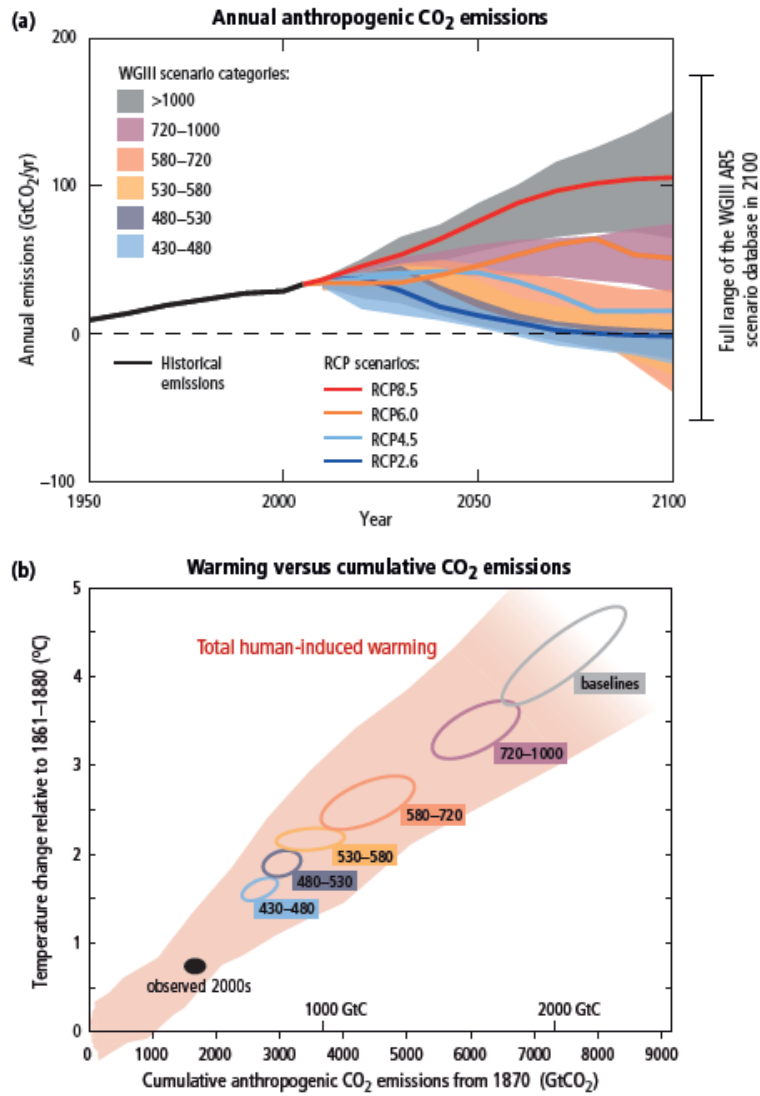 (a)
Annual anthropogenic CO₂ emissions
200
100
0
−100
Annual emissions (GtCO₂/yr)
WGIII scenario categories:
>1000
720–1000
580–720
530–580
480–530
430–480
Historical
emissions
RCP scenarios:
RCP8.5
RCP6.0
RCP4.5
RCP2.6
1950
2000
2050
2100
Year
Full range of the WGIII AR5
scenario database in 2100
(b)
Warming versus cumulative CO₂ emissions
5
4
3
2
1
0
Temperature change relative to 1861–1880 (°C)
Total human-induced warming
baselines
720–1000
580–720
530–580
480–530
430–480
observed 2000s
1000 GtC
2000 GtC
0
1000
2000
3000
4000
5000
6000
7000
8000
9000
Cumulative anthropogenic CO₂ emissions from 1870 (GtCO₂)